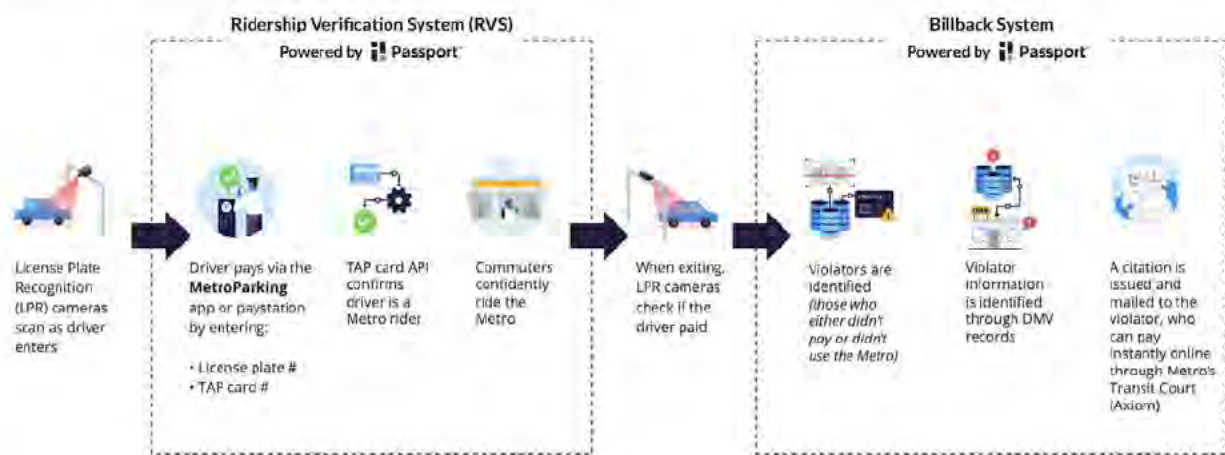 Ridership Verification System (RVS)
Powered by Passport
Billback System
Powered by Passport
License Plate
Recognition
(LPR) cameras
scan as driver
enters
Driver pays via the
MetroParking
app or paystation
by entering:
• License plate #
• TAP card #
TAP card API
confirms
driver is a
Metro rider
Commuters
confidently
ride the
Metro
When exiting,
LPR cameras
check if the
driver paid
Violators are
identified
(those who
either didn't
pay or didn't
use the Metro)
Violator
information
is identified
through DMV
records
A citation is
issued and
mailed to the
violator, who
can pay
instantly online
through Metro's
Transit Court
(Axiom)